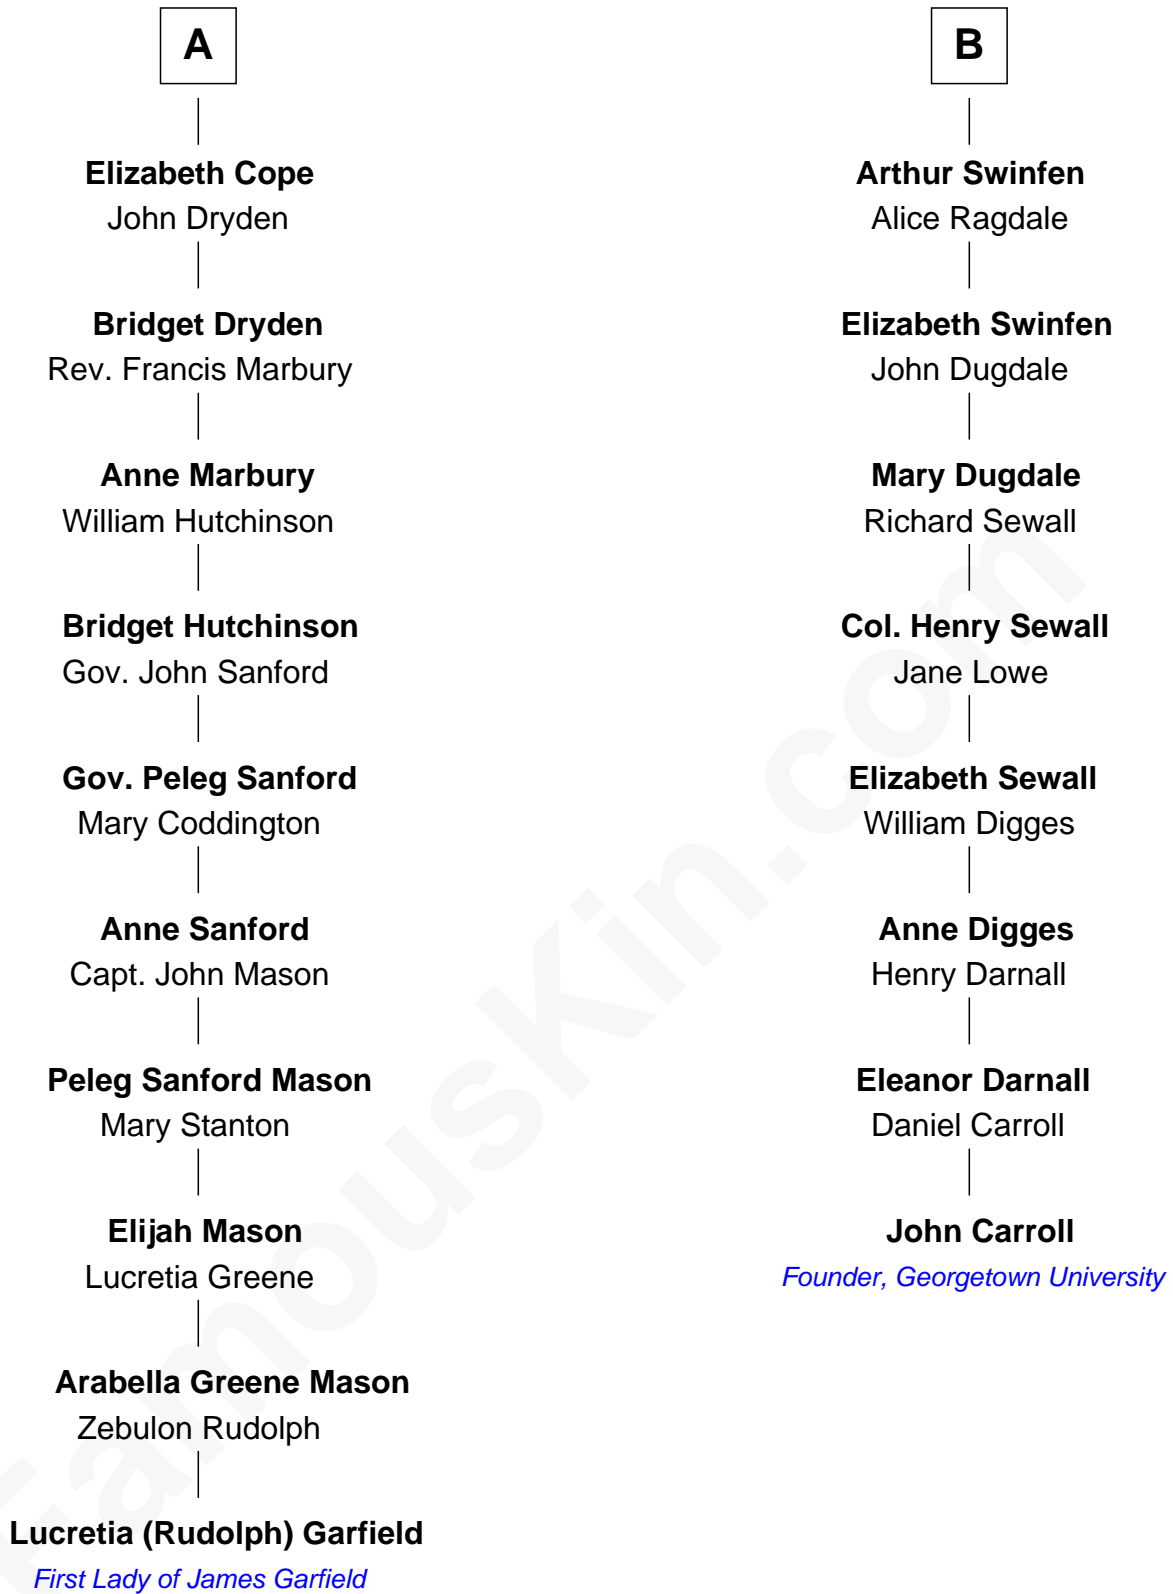 A
Elizabeth Cope
John Dryden
Bridget Dryden
Rev. Francis Marbury
Anne Marbury
William Hutchinson
Bridget Hutchinson
Gov. John Sanford
Gov. Peleg Sanford
Mary Coddington
Anne Sanford
Capt. John Mason
Peleg Sanford Mason
Mary Stanton
Elijah Mason
Lucretia Greene
Arabella Greene Mason
Zebulon Rudolph
Lucretia (Rudolph) Garfield
First Lady of James Garfield
B
Arthur Swinfen
Alice Ragdale
Elizabeth Swinfen
John Dugdale
Mary Dugdale
Richard Sewall
Col. Henry Sewall
Jane Lowe
Elizabeth Sewall
William Digges
Anne Digges
Henry Darnall
Eleanor Darnall
Daniel Carroll
John Carroll
Founder, Georgetown University
FamousKin.com